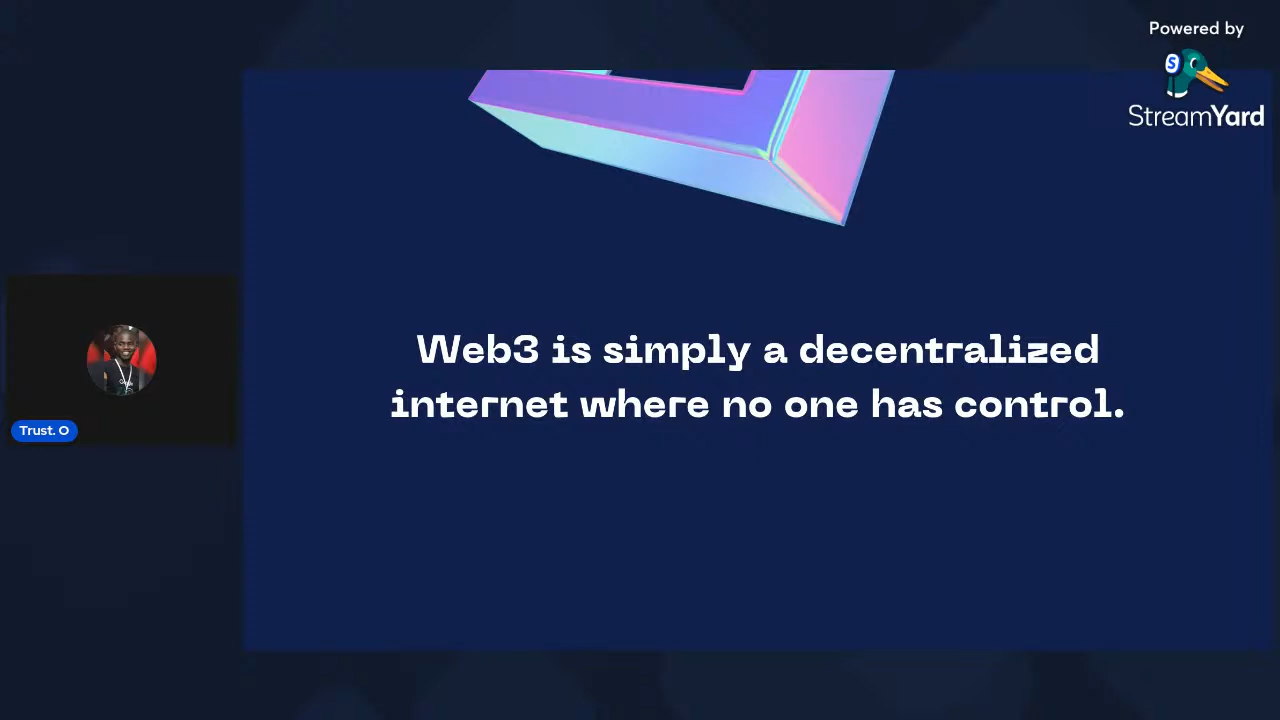 Powered by
S
StreamYard
Web3 is simply a decentralized
internet where no one has control.
Trust. O